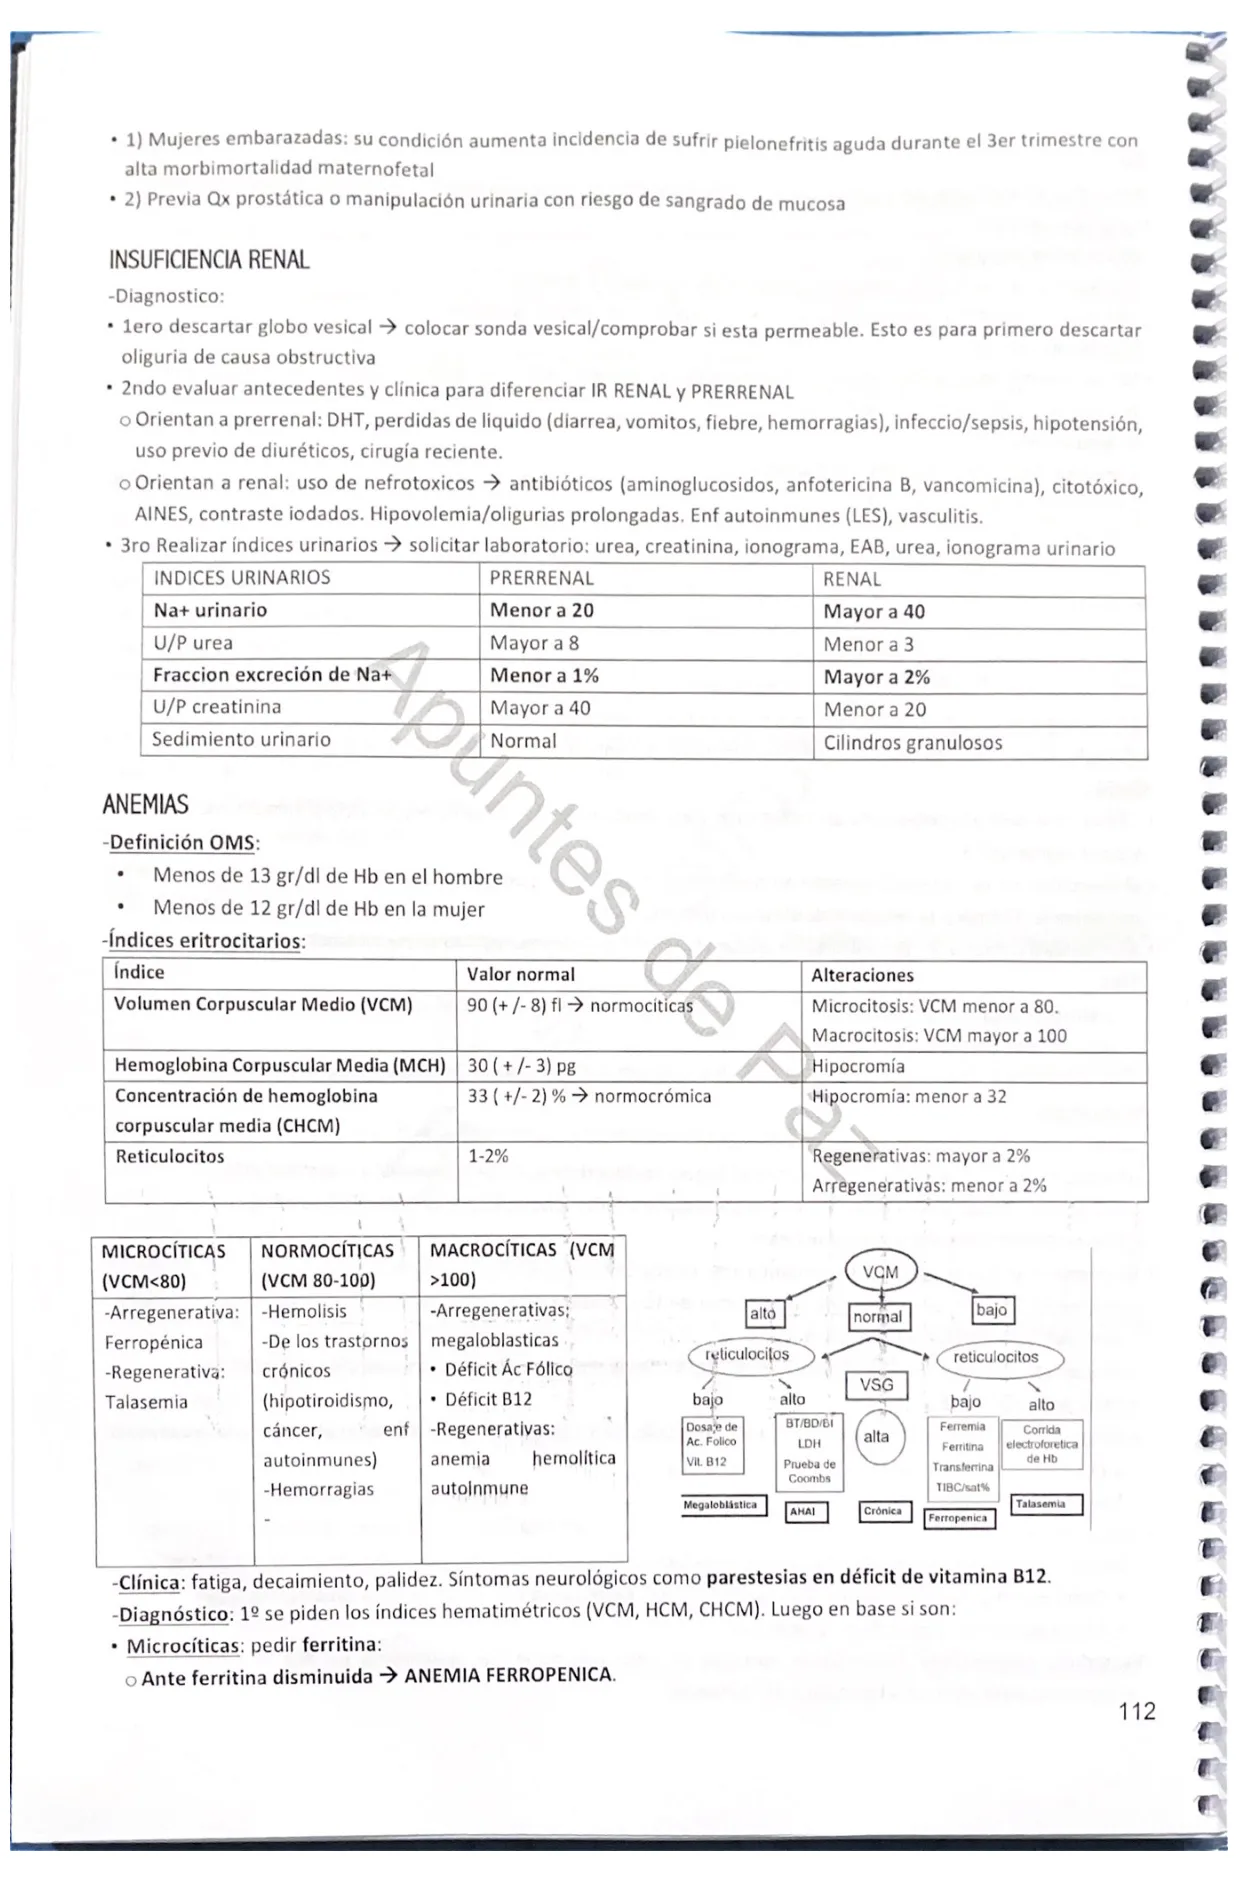 • 1) Mujeres embarazadas: su condición aumenta incidencia de sufrir pielonefritis aguda durante el 3er trimestre con
alta morbimortalidad maternofetal
• 2) Previa Qx prostática o manipulación urinaria con riesgo de sangrado de mucosa
INSUFICIENCIA RENAL
-Diagnostico:
• 1ero descartar globo vesical → colocar sonda vesical/comprobar si esta permeable. Esto es para primero descartar
oliguria de causa obstructiva
• 2ndo evaluar antecedentes y clínica para diferenciar IR RENAL y PRERRENAL
o Orientan a prerrenal: DHT, perdidas de liquido (diarrea, vomitos, fiebre, hemorragias), infeccio/sepsis, hipotensión,
uso previo de diuréticos, cirugía reciente.
o Orientan a renal: uso de nefrotoxicos → antibióticos (aminoglucosidos, anfotericina B, vancomicina), citotóxico,
AINES, contraste iodados. Hipovolemia/oligurias prolongadas. Enf autoinmunes (LES), vasculitis.
• 3ro Realizar índices urinarios → solicitar laboratorio: urea, creatinina, ionograma, EAB, urea, ionograma urinario
INDICES URINARIOS PRERRENAL RENAL
Na+ urinario Menor a 20 Mayor a 40
U/P urea Mayor a 8 Menor a 3
Fraccion excreción de Na+ Menor a 1% Mayor a 2%
U/P creatinina Mayor a 40 Menor a 20
Sedimiento urinario Normal Cilindros granulosos
Apuntes de Paz
ANEMIAS
-Definición OMS:
• Menos de 13 gr/dl de Hb en el hombre
• Menos de 12 gr/dl de Hb en la mujer
-Índices eritrocitarios:
Índice Valor normal Alteraciones
Volumen Corpuscular Medio (VCM) 90 (+ /- 8) fl → normocíticas Microcitosis: VCM menor a 80.
Macrocitosis: VCM mayor a 100
Hemoglobina Corpuscular Media (MCH) 30 ( + /- 3) pg Hipocromía
Concentración de hemoglobina 33 ( +/- 2) % → normocrómica Hipocromía: menor a 32
corpuscular media (CHCM)
Reticulocitos 1-2% Regenerativas: mayor a 2%
Arregenerativas: menor a 2%
MICROCÍTICAS NORMOCÍTICAS MACROCÍTICAS (VCM
(VCM<80) (VCM 80-100) >100)
-Arregenerativa: -Hemolisis -Arregenerativas:
Ferropénica -De los trastornos megaloblasticas
-Regenerativa: crónicos • Déficit Ác Fólico
Talasemia (hipotiroidismo, • Déficit B12
cáncer, enf -Regenerativas:
autoinmunes) anemia hemolítica
-Hemorragias autoinmune
-
VCM
alto normal bajo
reticulocitos reticulocitos
VSG
bajo alto bajo alto
alta
Dosaje de
Ac. Folico
Vit. B12
BT/BD/BI
LDH
Prueba de
Coombs
Ferremia
Ferritina
Transferrina
TIBC/sat%
Corrida
electroforetica
de Hb
Megaloblástica AHAI Crónica Ferropenica Talasemia
-Clínica: fatiga, decaimiento, palidez. Síntomas neurológicos como parestesias en déficit de vitamina B12.
-Diagnóstico: 1º se piden los índices hematimétricos (VCM, HCM, CHCM). Luego en base si son:
• Microcíticas: pedir ferritina:
o Ante ferritina disminuida → ANEMIA FERROPENICA.
112